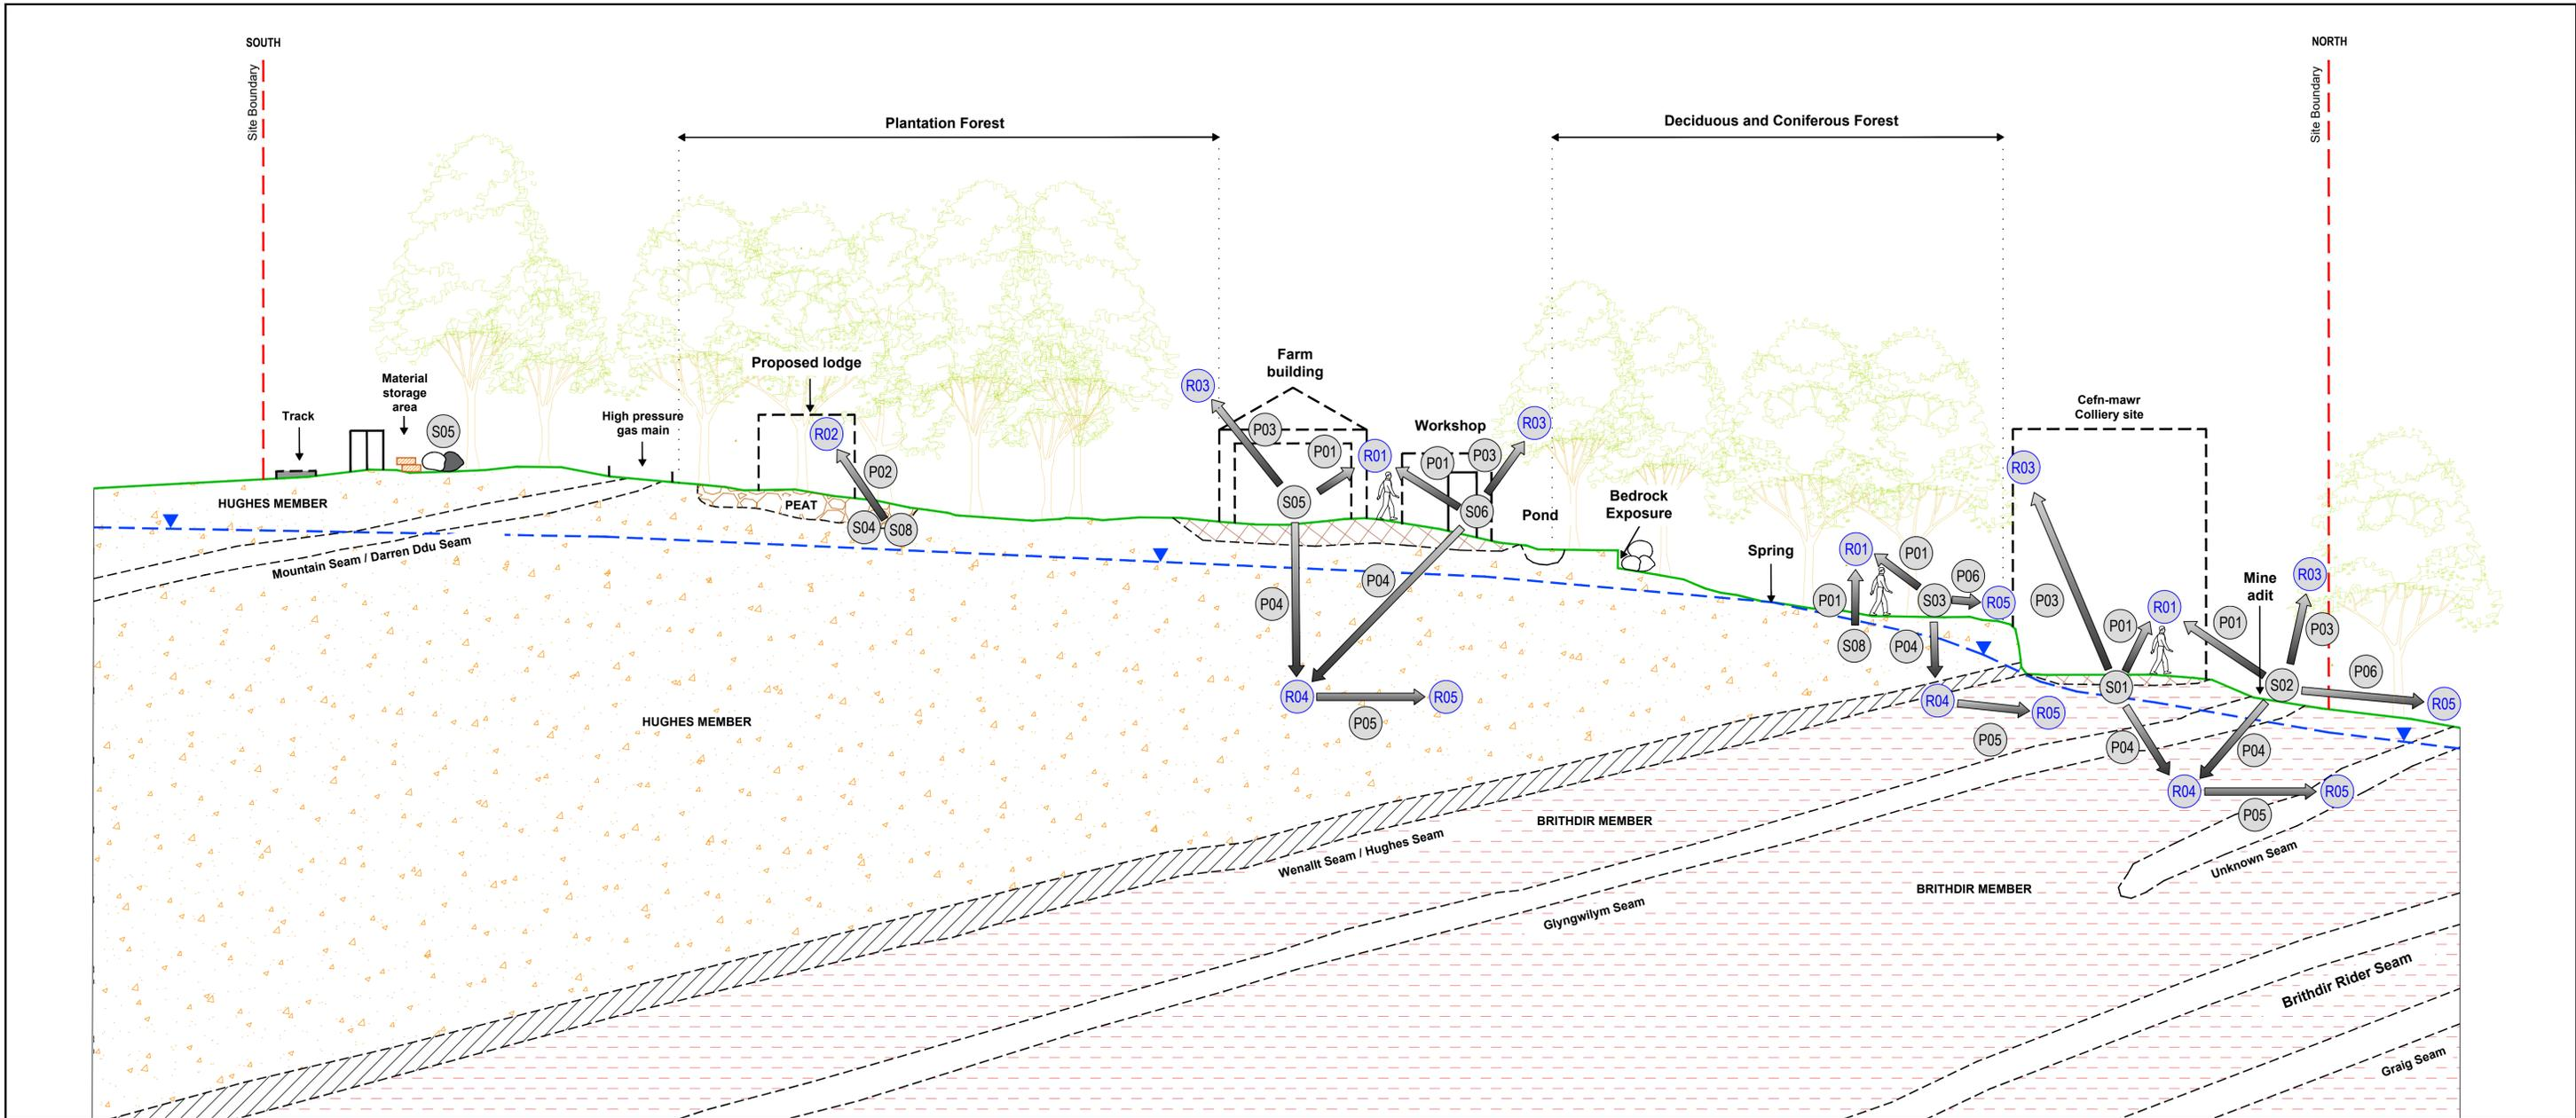 SOUTH
NORTH
Site Boundary
Site Boundary
Plantation Forest
Deciduous and Coniferous Forest
Farm
building
Proposed lodge
Material
storage
area
Track
S05
High pressure
gas main
R02
P02
R03
P03
P01
R01
Workshop
P01
P03
R03
Cefn-mawr
Colliery site
R03
HUGHES MEMBER
PEAT
S04
S08
S05
S06
Pond
Bedrock
Exposure
Mountain Seam / Darren Ddu Seam
Spring
R01
P01
P06
P01
S03
R05
P03
S08
P04
P04
P04
R01
P01
P01
Mine
adit
R03
P03
S01
S02
P06
R05
R04
R05
P05
HUGHES MEMBER
R04
R05
P05
P04
P04
R04
R05
P05
BRITHDIR MEMBER
Wenallt Seam / Hughes Seam
Unknown Seam
BRITHDIR MEMBER
Glyngwilym Seam
Brithdir Rider Seam
Graig Seam